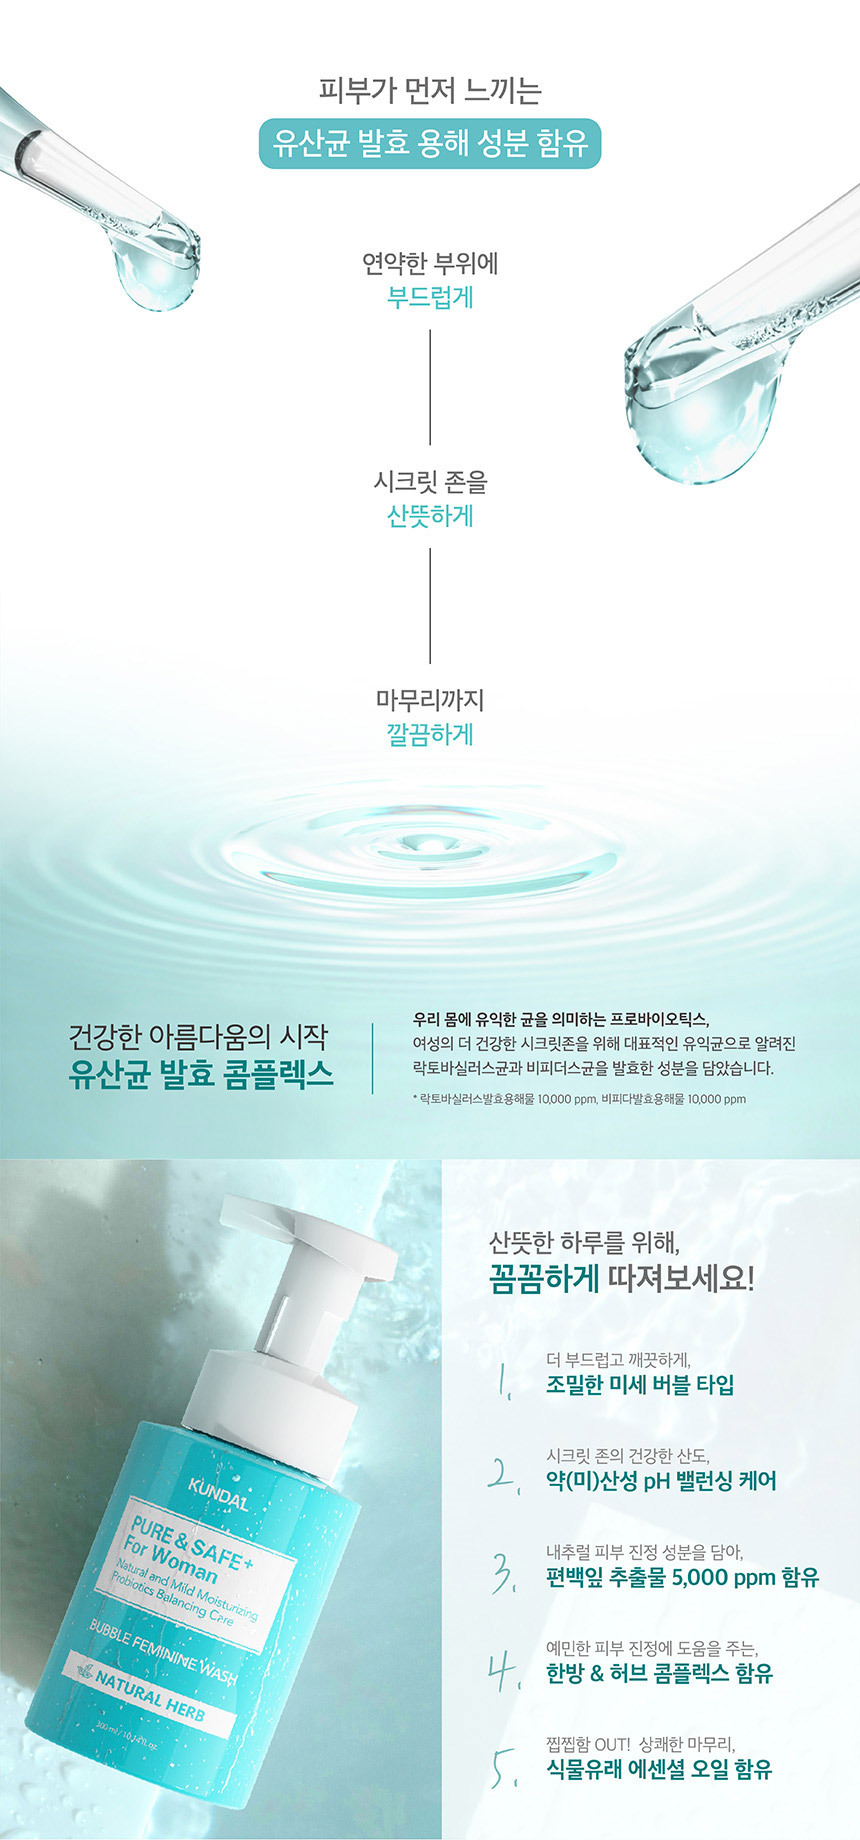 피부가 먼저 느끼는
유산균 발효 용해 성분 함유
연약한 부위에
부드럽게
시크릿 존을
산뜻하게
마무리까지
깔끔하게
건강한 아름다움의 시작
유산균 발효 콤플렉스
우리 몸에 유익한 균을 의미하는 프로바이오틱스,
여성의 더 건강한 시크릿존을 위해 대표적인 유익균으로 알려진
락토바실러스균과 비피더스균을 발효한 성분을 담았습니다.
* 락토바실러스발효용해물 10,000 ppm, 비피다발효용해물 10,000 ppm
KUNDAL
PURE & SAFE+
For Woman
Natural and Mild Moisturizing
Probiotics Balancing Care
BUBBLE FEMININE WASH
NATURAL HERB
300 ml / 10.14 fl. oz.
산뜻한 하루를 위해,
꼼꼼하게 따져보세요!
1. 더 부드럽고 깨끗하게,
조밀한 미세 버블 타입
2. 시크릿 존의 건강한 산도,
약(미)산성 pH 밸런싱 케어
3. 내추럴 피부 진정 성분을 담아,
편백잎 추출물 5,000 ppm 함유
4. 예민한 피부 진정에 도움을 주는,
한방 & 허브 콤플렉스 함유
5. 찝찝함 OUT! 상쾌한 마무리,
식물유래 에센셜 오일 함유